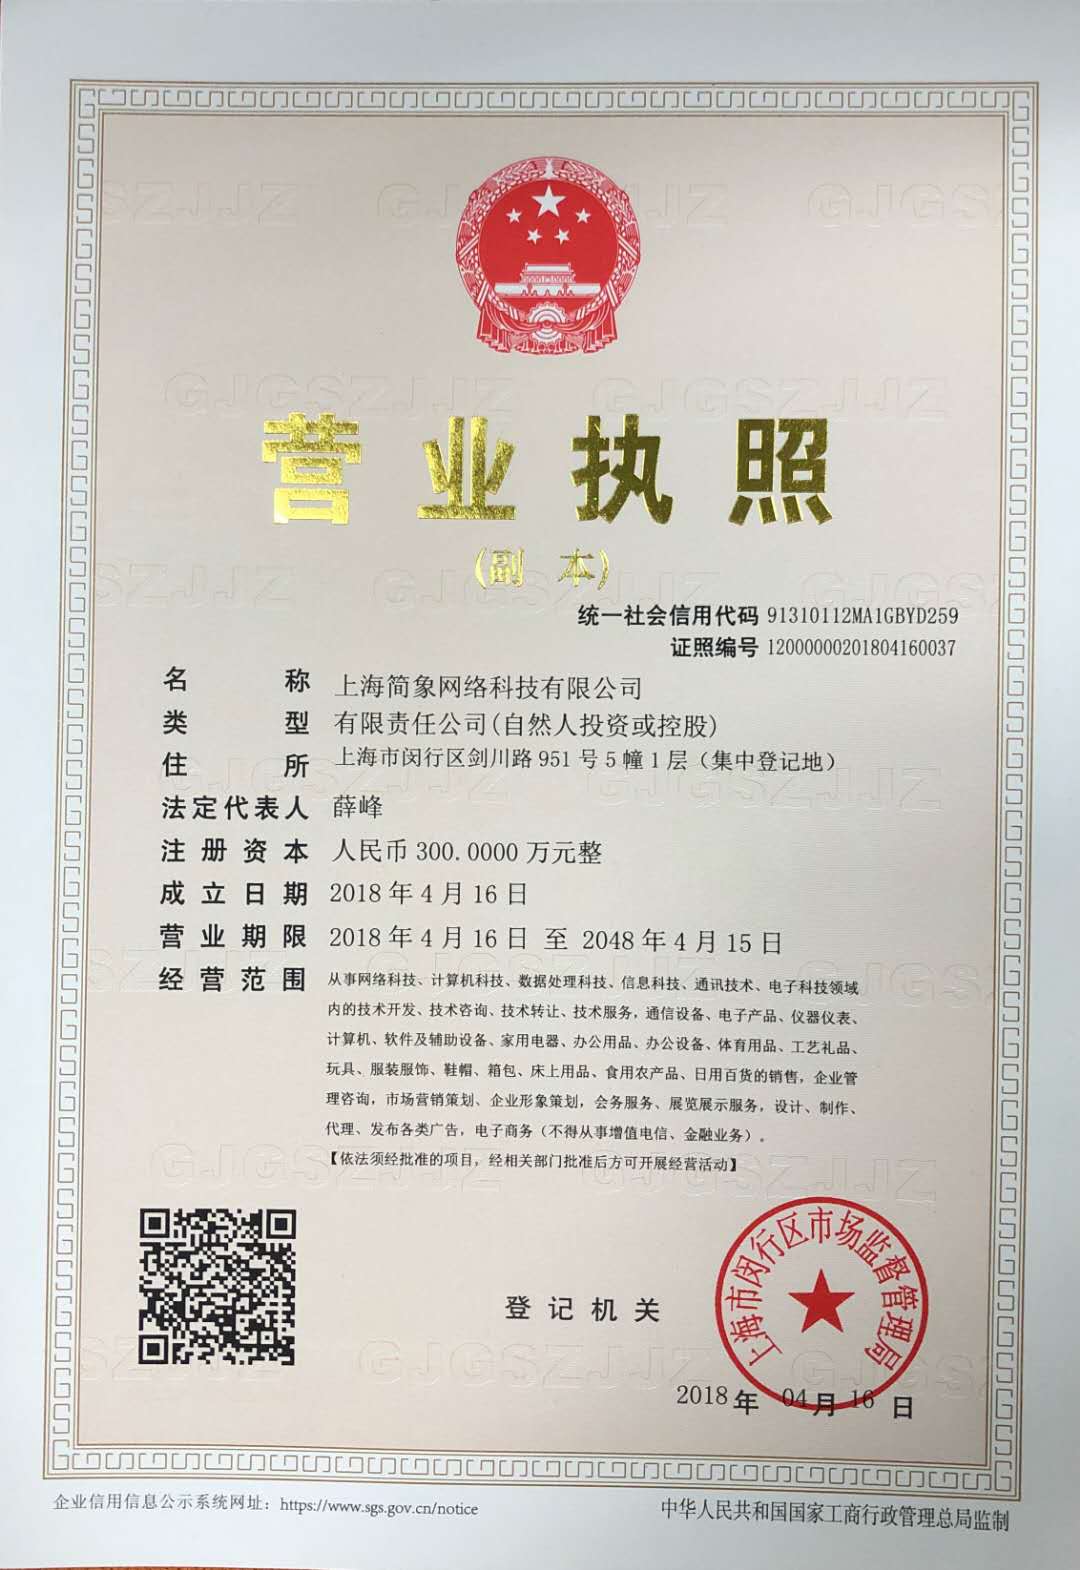 营业执照
(副 本)
统一社会信用代码 91310112MA1GBYD259
证照编号 12000000201804160037
名 称 上海简象网络科技有限公司
类 型 有限责任公司(自然人投资或控股)
住 所 上海市闵行区剑川路951号5幢1层（集中登记地）
法定代表人 薛峰
注册资本 人民币300.0000万元整
成立日期 2018年4月16日
营业期限 2018年4月16日 至 2048年4月15日
经营范围 从事网络科技、计算机科技、数据处理科技、信息科技、通讯技术、电子科技领域
内的技术开发、技术咨询、技术转让、技术服务，通信设备、电子产品、仪器仪表、
计算机、软件及辅助设备、家用电器、办公用品、办公设备、体育用品、工艺礼品、
玩具、服装服饰、鞋帽、箱包、床上用品、食用农产品、日用百货的销售，企业管
理咨询，市场营销策划、企业形象策划，会务服务、展览展示服务，设计、制作、
代理、发布各类广告，电子商务（不得从事增值电信、金融业务）。
【依法须经批准的项目，经相关部门批准后方可开展经营活动】
登记机关
上海市闵行区市场监督管理局
2018年 04月16日
企业信用信息公示系统网址：https://www.sgs.gov.cn/notice
中华人民共和国国家工商行政管理总局监制